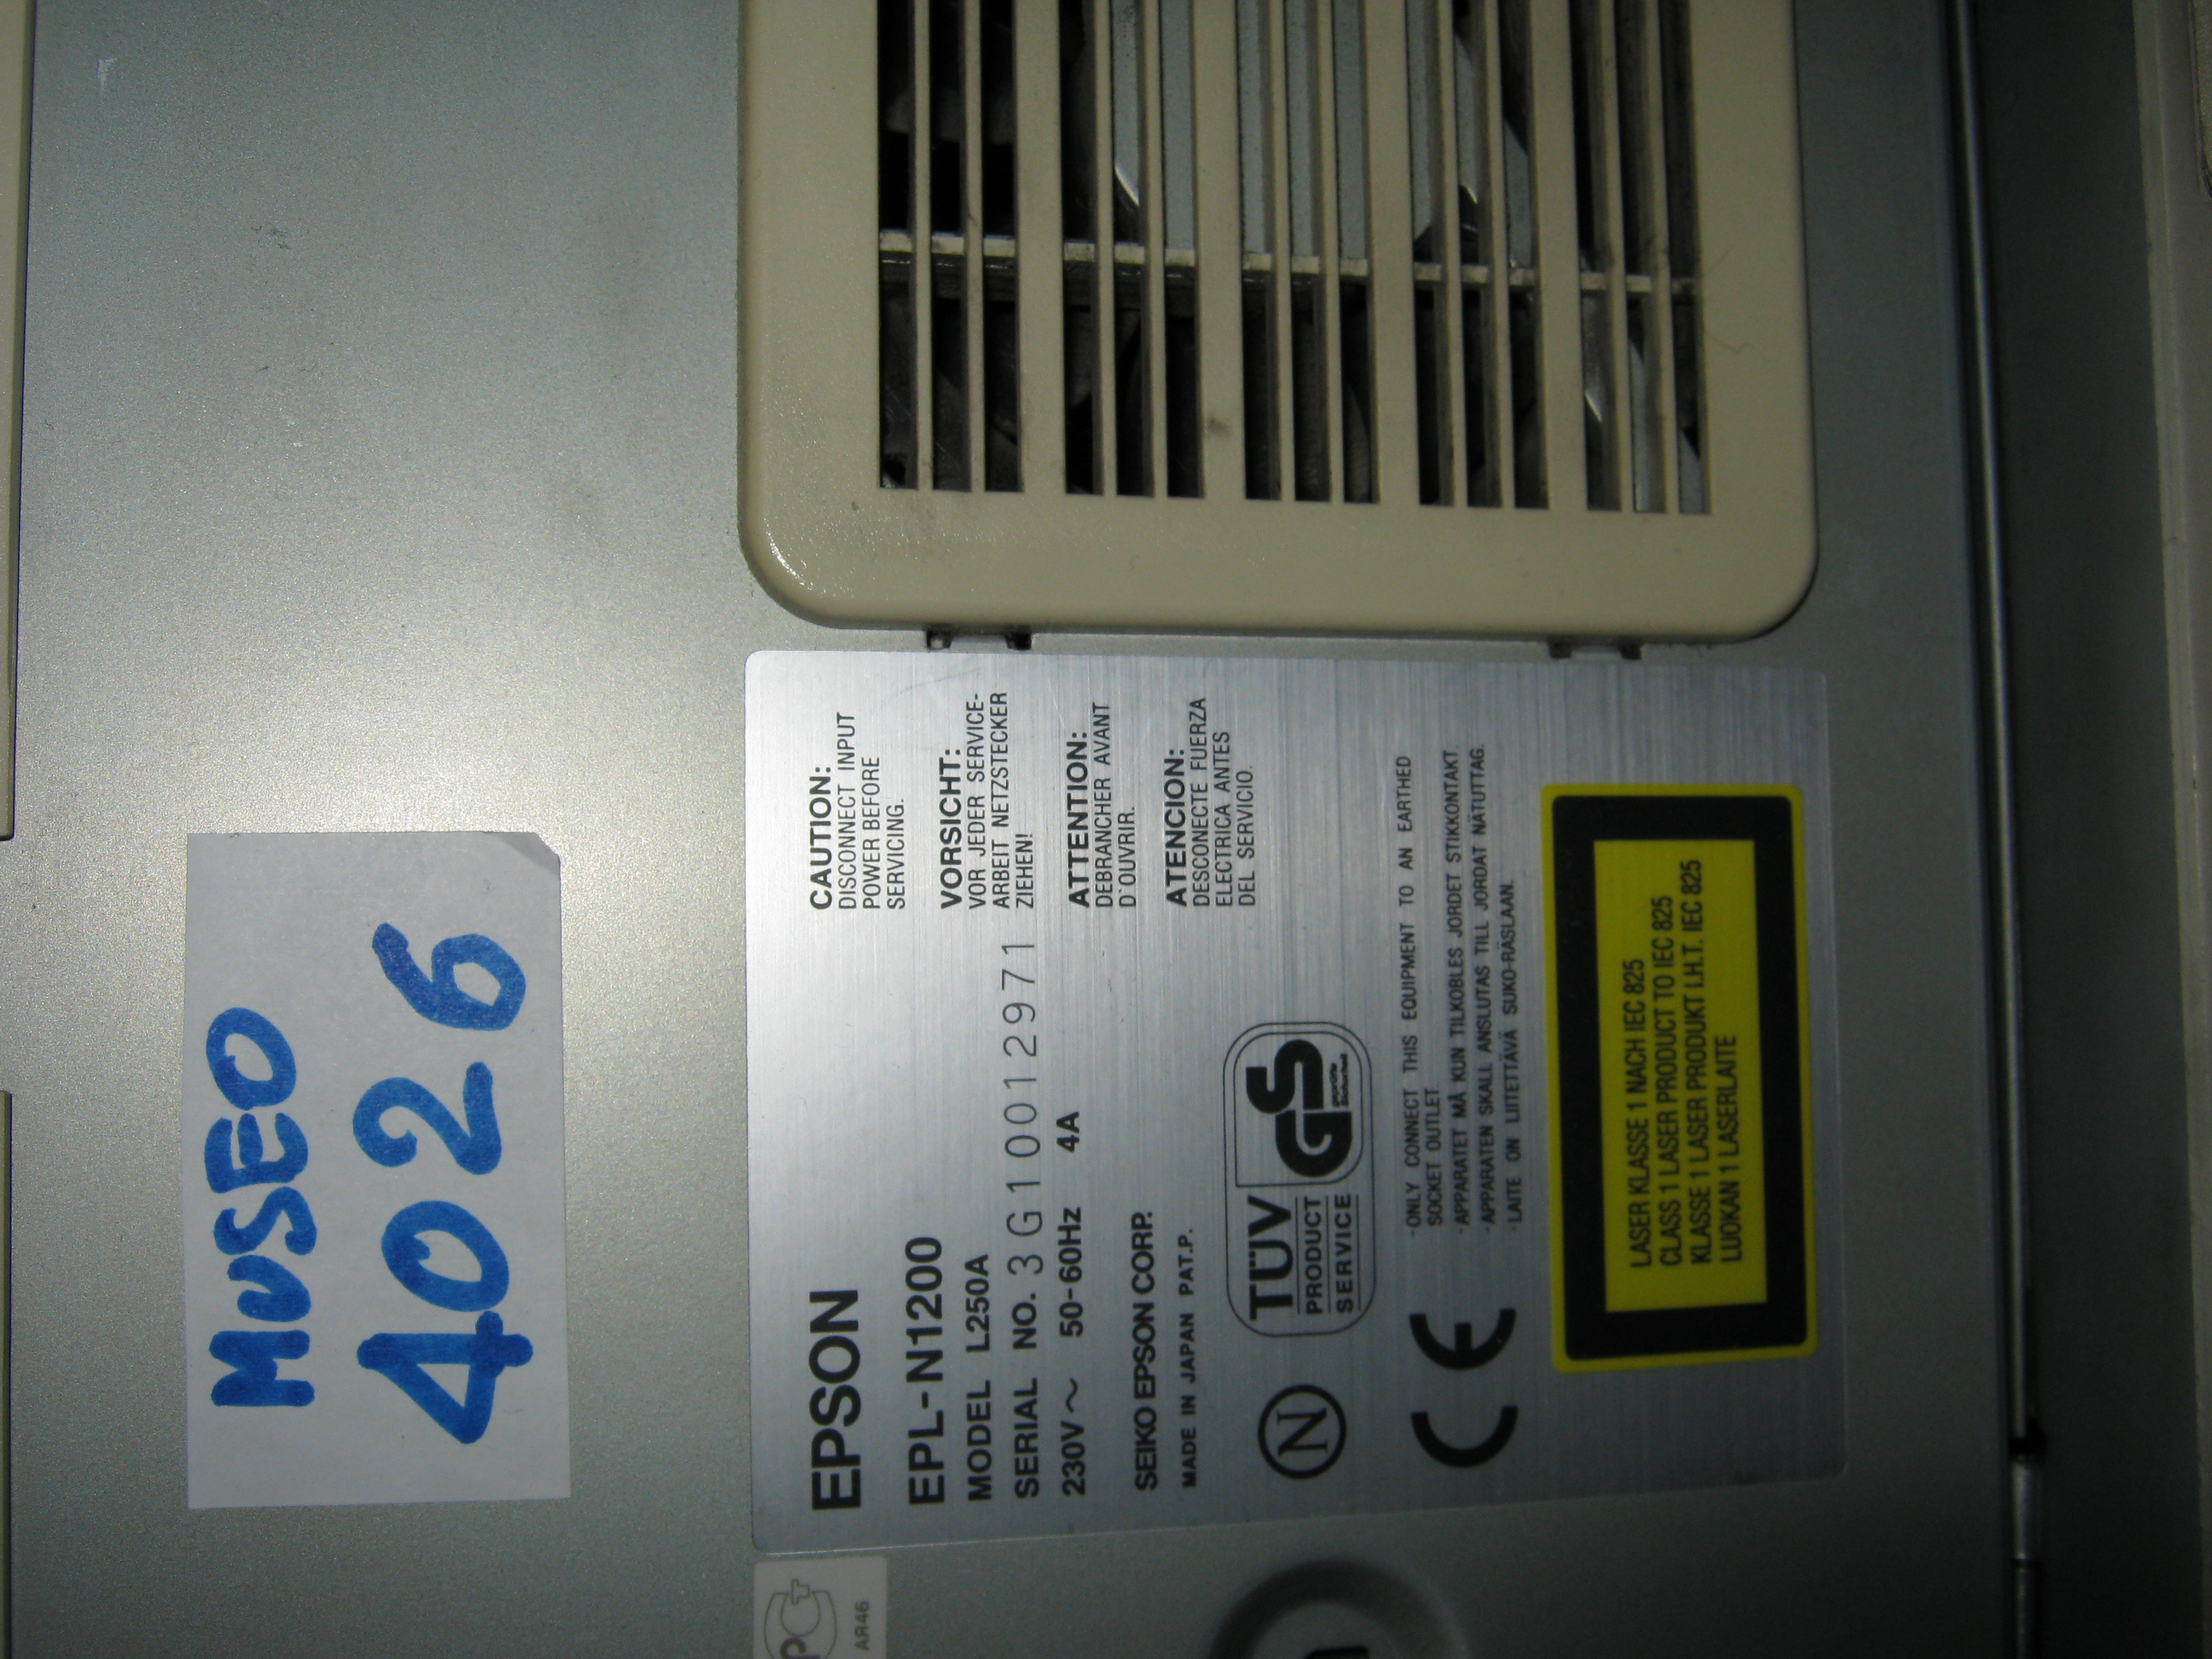 MUSEO
4026
EPSON
EPL-N1200
MODEL L250A
SERIAL NO. 3G10012971
230V～ 50-60Hz 4A
SEIKO EPSON CORP.
MADE IN JAPAN PAT.P.
CAUTION:
DISCONNECT INPUT
POWER BEFORE
SERVICING.
VORSICHT:
VOR JEDER SERVICE-
ARBEIT NETZSTECKER
ZIEHEN!
ATTENTION:
DEBRANCHER AVANT
D`OUVRIR.
ATENCION:
DESCONECTE FUERZA
ELECTRICA ANTES
DEL SERVICIO.
N
TÜV
PRODUCT
SERVICE
GS
CE
·ONLY CONNECT THIS EQUIPMENT TO AN EARTHED
SOCKET OUTLET
·APPARATET MÅ KUN TILKOBLES JORDET STIKKONTAKT
·APPARATEN SKALL ANSLUTAS TILL JORDAT NÄTUTTAG.
·LAITE ON LIITETTÄVÄ SUKO-RÄSIAAN.
LASER KLASSE 1 NACH IEC 825
CLASS 1 LASER PRODUCT TO IEC 825
KLASSE 1 LASER PRODUKT I.H.T. IEC 825
LUOKAN 1 LASERLAITE
AR46